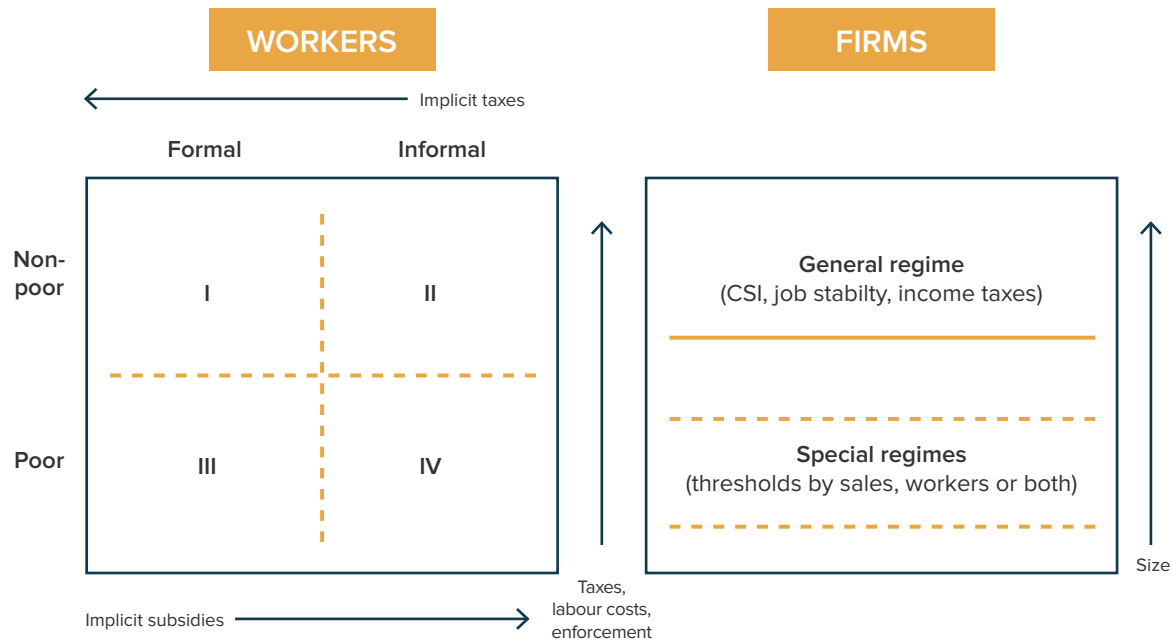 WORKERS
FIRMS
Implicit taxes
Formal
Informal
Non-
poor
I
II
General regime
(CSI, job stabilty, income taxes)
Poor
III
IV
Special regimes
(thresholds by sales, workers or both)
Implicit subsidies
Taxes,
labour costs,
enforcement
Size